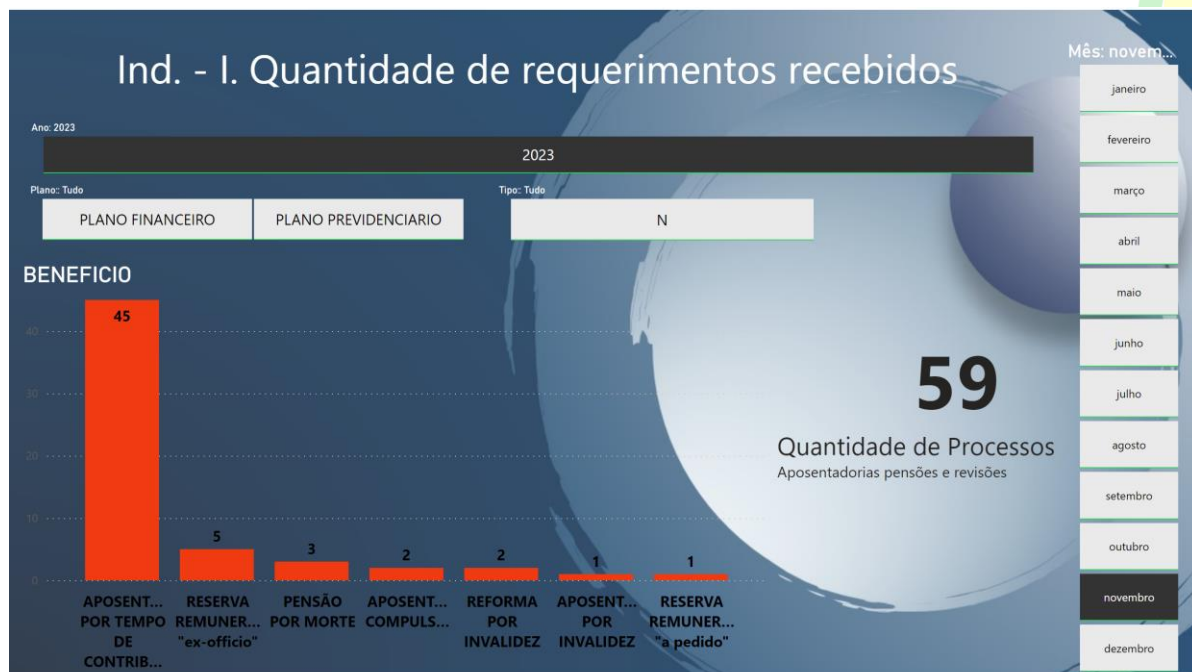 Ind. - I. Quantidade de requerimentos recebidos
Mês: novem...
janeiro
fevereiro
março
abril
maio
junho
julho
agosto
setembro
outubro
novembro
dezembro
Ano: 2023
2023
Plano:: Tudo
PLANO FINANCEIRO
PLANO PREVIDENCIARIO
Tipo:: Tudo
N
BENEFICIO
40
30
20
10
0
45
5
3
2
2
1
1
APOSENT...
POR TEMPO
DE
CONTRIB...
RESERVA
REMUNER...
"ex-officio"
PENSÃO
POR MORTE
APOSENT...
COMPULS...
REFORMA
POR
INVALIDEZ
APOSENT...
POR
INVALIDEZ
RESERVA
REMUNER...
"a pedido"
59
Quantidade de Processos
Aposentadorias pensões e revisões